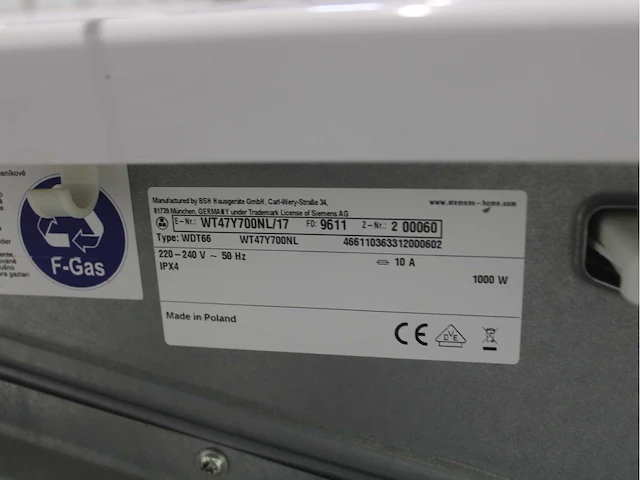 eníkové
F-Gas
Manufactured by BSH Hausgeräte GmbH, Carl-Wery-Straße 34,
81739 München, GERMANY under Trademark License of Siemens AG
www.siemens-home.com
E-Nr.: WT47Y700NL/17 FD: 9611 Z-Nr.: 2 00060
Type: WDT66 WT47Y700NL 466110363312000602
220-240 V ~ 50 Hz 10 A
IPX4 1000 W
Made in Poland
CE DVE